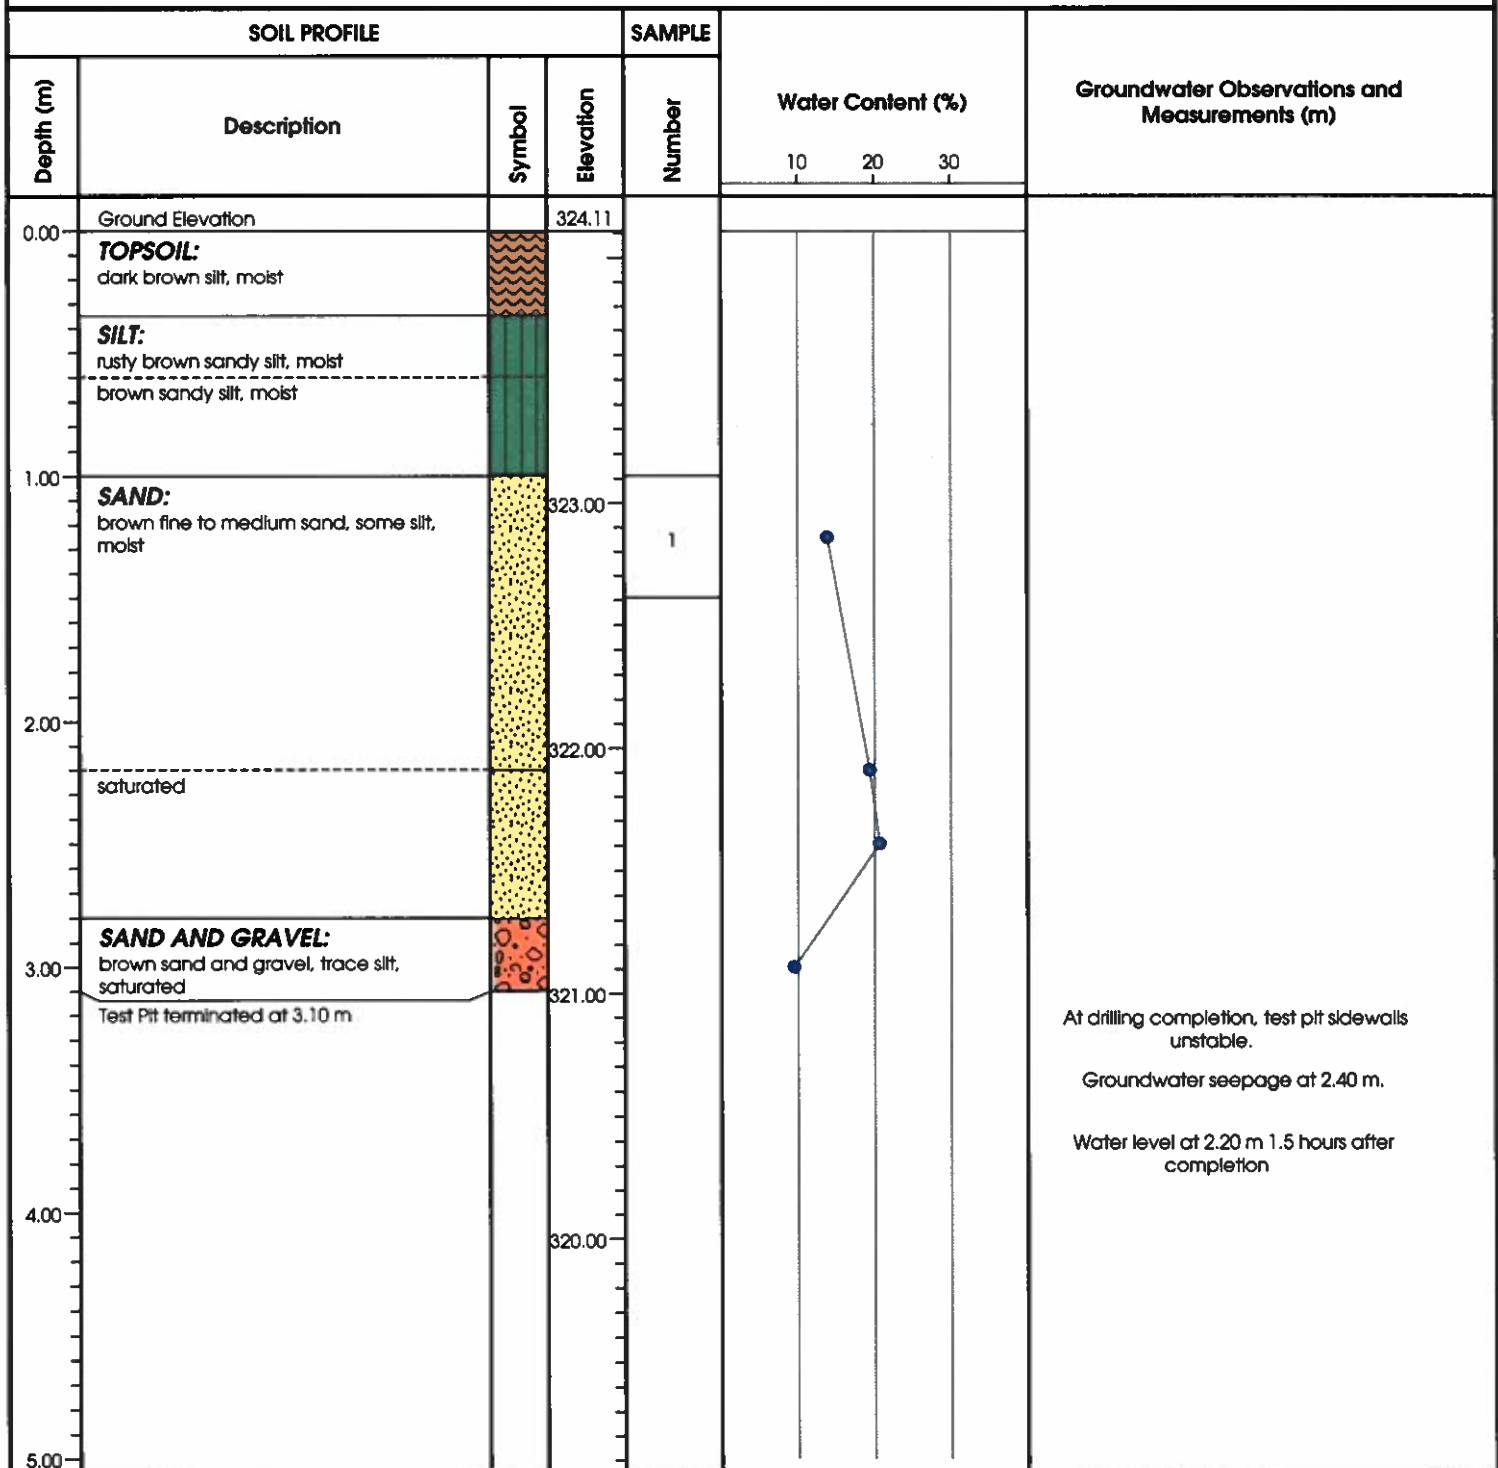 SOIL PROFILE
SAMPLE
Depth (m)
Description
Symbol
Elevation
Number
Water Content (%)
10 20 30
Groundwater Observations and
Measurements (m)
Ground Elevation
324.11
0.00
TOPSOIL:
dark brown silt, moist
SILT:
rusty brown sandy silt, moist
brown sandy silt, moist
1.00
SAND:
brown fine to medium sand, some silt,
moist
323.00
1
2.00
322.00
saturated
SAND AND GRAVEL:
brown sand and gravel, trace silt,
saturated
3.00
321.00
Test Pit terminated at 3.10 m
At drilling completion, test pit sidewalls
unstable.
Groundwater seepage at 2.40 m.
Water level at 2.20 m 1.5 hours after
completion
4.00
320.00
5.00